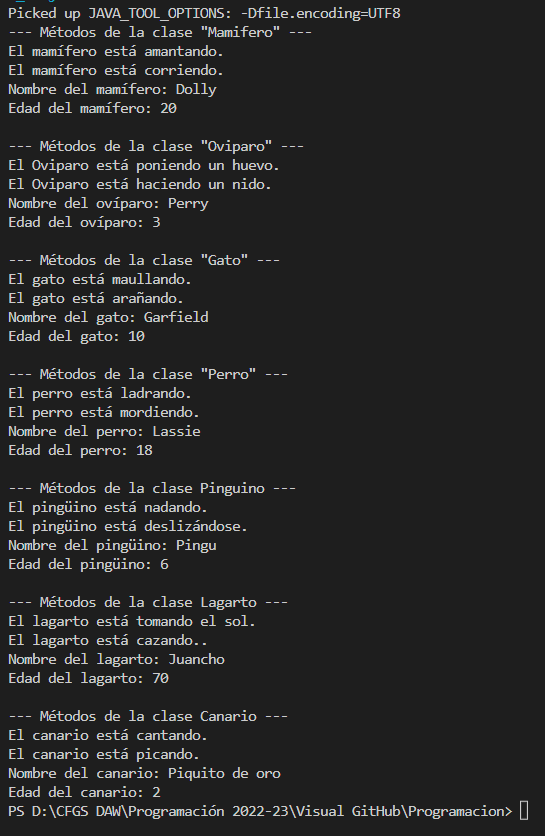 Picked up JAVA_TOOL_OPTIONS: -Dfile.encoding=UTF8
--- Métodos de la clase "Mamifero" ---
El mamífero está amantando.
El mamífero está corriendo.
Nombre del mamífero: Dolly
Edad del mamífero: 20

--- Métodos de la clase "Oviparo" ---
El Oviparo está poniendo un huevo.
El Oviparo está haciendo un nido.
Nombre del ovíparo: Perry
Edad del ovíparo: 3

--- Métodos de la clase "Gato" ---
El gato está maullando.
El gato está arañando.
Nombre del gato: Garfield
Edad del gato: 10

--- Métodos de la clase "Perro" ---
El perro está ladrando.
El perro está mordiendo.
Nombre del perro: Lassie
Edad del perro: 18

--- Métodos de la clase Pinguino ---
El pingüino está nadando.
El pingüino está deslizándose.
Nombre del pingüino: Pingu
Edad del pingüino: 6

--- Métodos de la clase Lagarto ---
El lagarto está tomando el sol.
El lagarto está cazando..
Nombre del lagarto: Juancho
Edad del lagarto: 70

--- Métodos de la clase Canario ---
El canario está cantando.
El canario está picando.
Nombre del canario: Piquito de oro
Edad del canario: 2
PS D:\CFGS DAW\Programación 2022-23\Visual GitHub\Programacion>